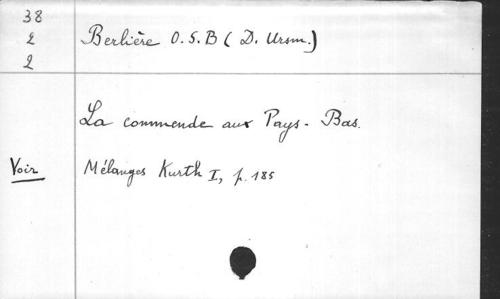 38
2
2
Berlière O.S.B ( D. Ursm.)
La commende aux Pays-Bas.
Voir Mélanges Kurth I, p. 185